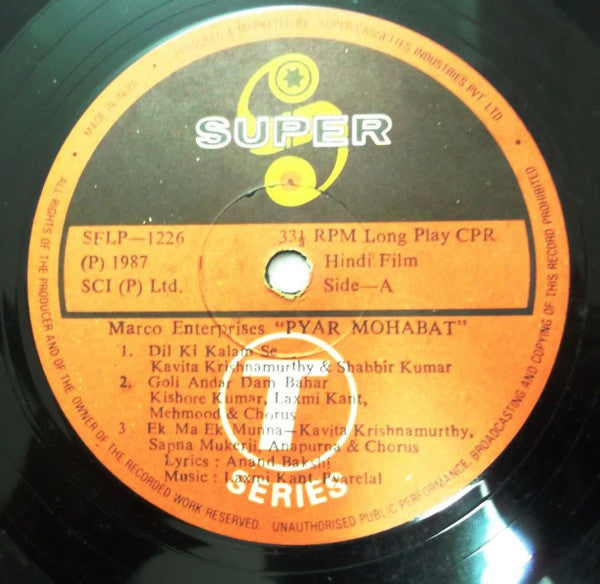 PRODUCED & MARKETED BY : SUPER CASSETTES INDUSTRIES PVT. LTD.
MADE IN INDIA
SUPER
SFLP—1226 33⅓ RPM Long Play CPR
(P) 1987 Hindi Film
SCI (P) Ltd. Side—A
Marco Enterprises "PYAR MOHABAT"
1. Dil Ki Kalam Se
Kavita Krishnamurthy & Shabbir Kumar
2. Goli Andar Dam Bahar
Kishore Kumar, Laxmi Kant,
Mehmood & Chorus
3 Ek Ma Ek Munna—Kavita Krishnamurthy,
Sapna Mukerji, Anapurna & Chorus
Lyrics : Anand Bakshi
Music : Laxmi Kant Pyarelal
T
SERIES
ALL RIGHTS OF THE PRODUCER AND OF THE OWNER OF THE RECORDED WORK RESERVED. UNAUTHORISED PUBLIC PERFORMANCE, BROADCASTING AND COPYING OF THIS RECORD PROHIBITED